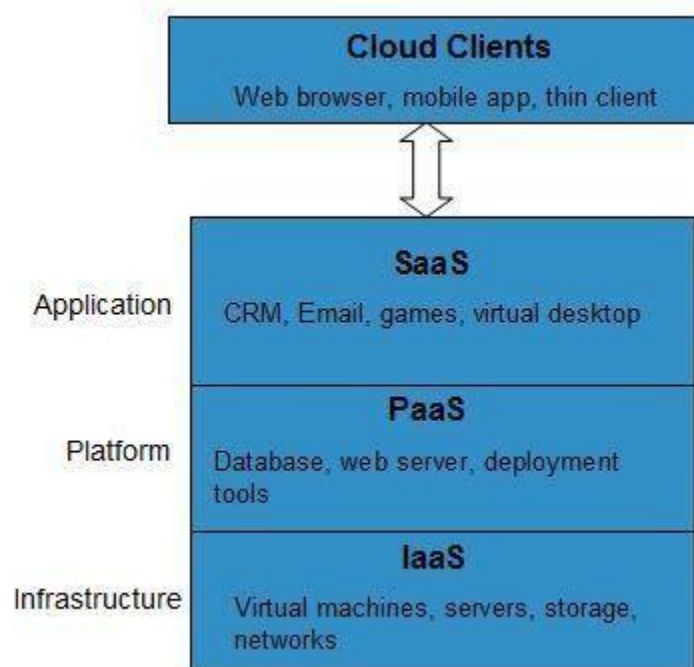 Cloud Clients
Web browser, mobile app, thin client
SaaS
Application
CRM, Email, games, virtual desktop
PaaS
Platform
Database, web server, deployment
tools
IaaS
Infrastructure
Virtual machines, servers, storage,
networks